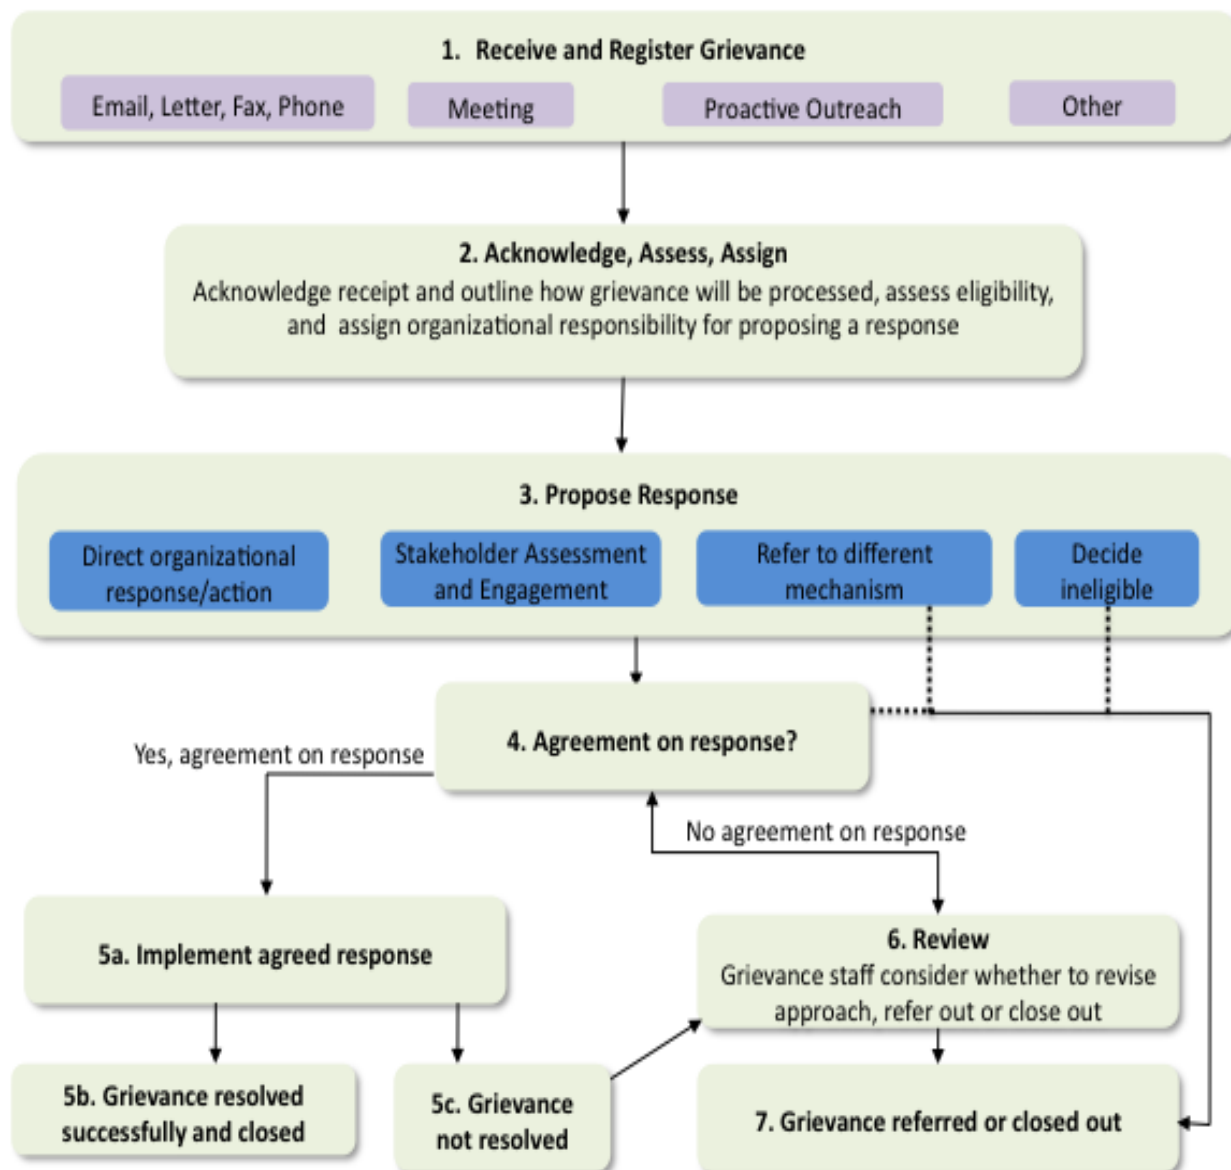 1. Receive and Register Grievance
Email, Letter, Fax, Phone
Meeting
Proactive Outreach
Other
2. Acknowledge, Assess, Assign
Acknowledge receipt and outline how grievance will be processed, assess eligibility,
and assign organizational responsibility for proposing a response
3. Propose Response
Direct organizational
response/action
Stakeholder Assessment
and Engagement
Refer to different
mechanism
Decide
ineligible
4. Agreement on response?
Yes, agreement on response
No agreement on response
5a. Implement agreed response
6. Review
Grievance staff consider whether to revise
approach, refer out or close out
5b. Grievance resolved
successfully and closed
5c. Grievance
not resolved
7. Grievance referred or closed out